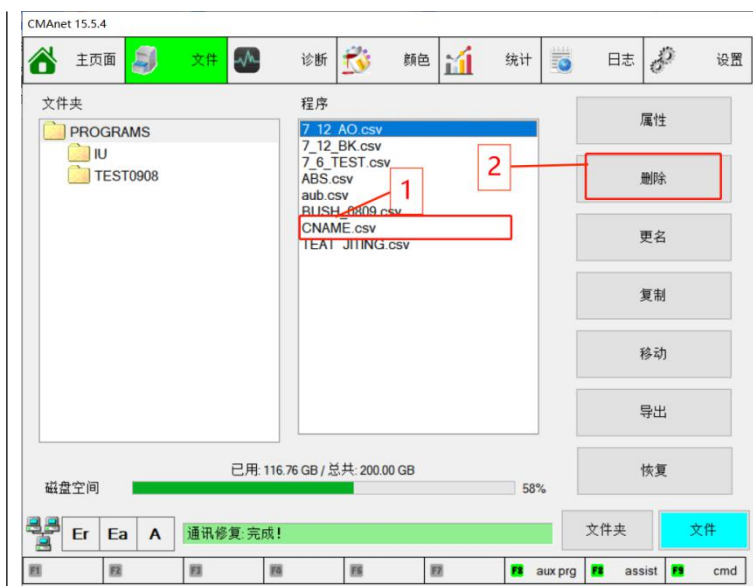 CMAnet 15.5.4
主页面 文件 诊断 颜色 统计 日志 设置
文件夹
程序
PROGRAMS
IU
TEST0908
7_12_AO.csv
7_12_BK.csv
7_6_TEST.csv
ABS.csv
aub.csv
BUSH_0809.csv
CNAME.csv
TEAT_JITING.csv
1
2
属性
删除
更名
复制
移动
导出
恢复
已用: 116.76 GB / 总共: 200.00 GB
磁盘空间
58%
Er Ea A 通讯修复: 完成!
文件夹 文件
F1 F2 F3 F4 F5 F6 F7 F8 aux prg F8 assist F9 cmd